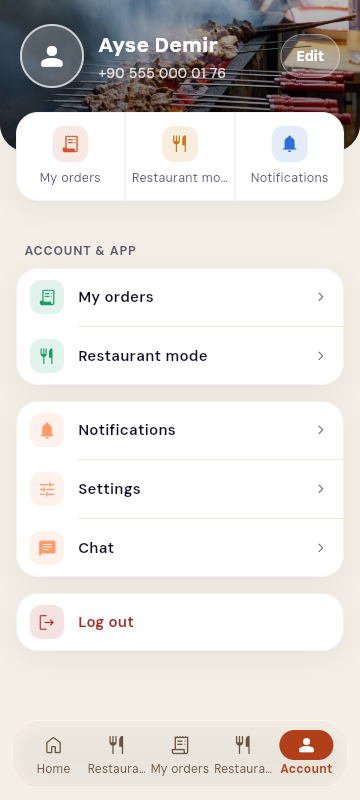 Ayse Demir
+90 555 000 01 76
Edit
My orders
Restaurant mo…
Notifications
ACCOUNT & APP
My orders
Restaurant mode
Notifications
Settings
Chat
Log out
Home
Restaura…
My orders
Restaura…
Account